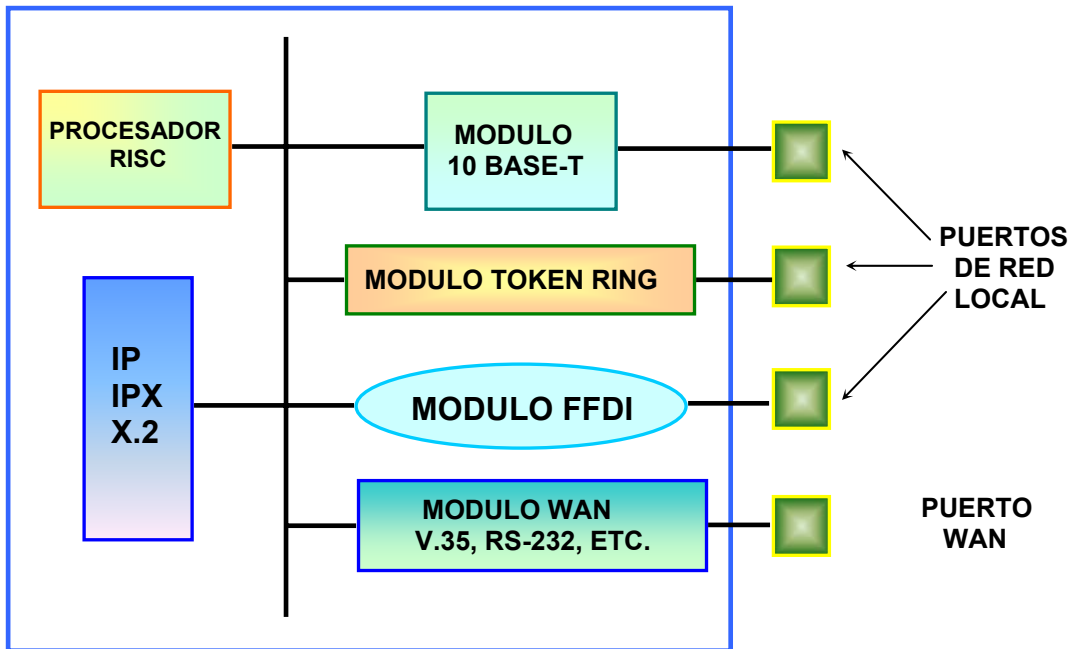 PROCESADOR
RISC
MODULO
10 BASE-T
PUERTOS
DE RED
LOCAL
MODULO TOKEN RING
IP
IPX
X.2
MODULO FFDI
MODULO WAN
V.35, RS-232, ETC.
PUERTO
WAN